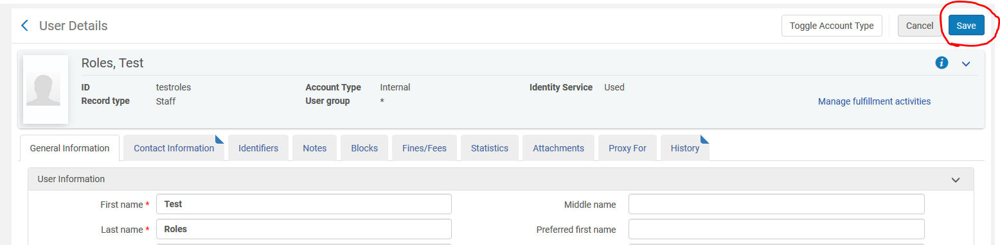 User Details Toggle Account Type Cancel Save
Roles, Test
ID testroles Account Type Internal Identity Service Used
Record type Staff User group * Manage fulfillment activities
General Information Contact Information Identifiers Notes Blocks Fines/Fees Statistics Attachments Proxy For History
User Information
First name * Test Middle name
Last name * Roles Preferred first name